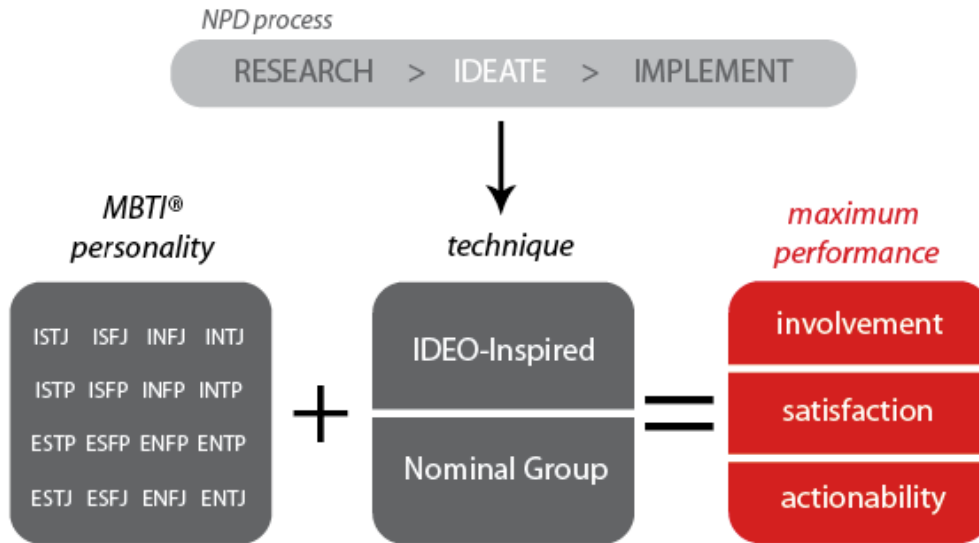 NPD process
RESEARCH > IDEATE > IMPLEMENT
MBTI®
personality
ISTJ ISFJ INFJ INTJ
ISTP ISFP INFP INTP
ESTP ESFP ENFP ENTP
ESTJ ESFJ ENFJ ENTJ
+
technique
IDEO-Inspired
Nominal Group
=
maximum
performance
involvement
satisfaction
actionability